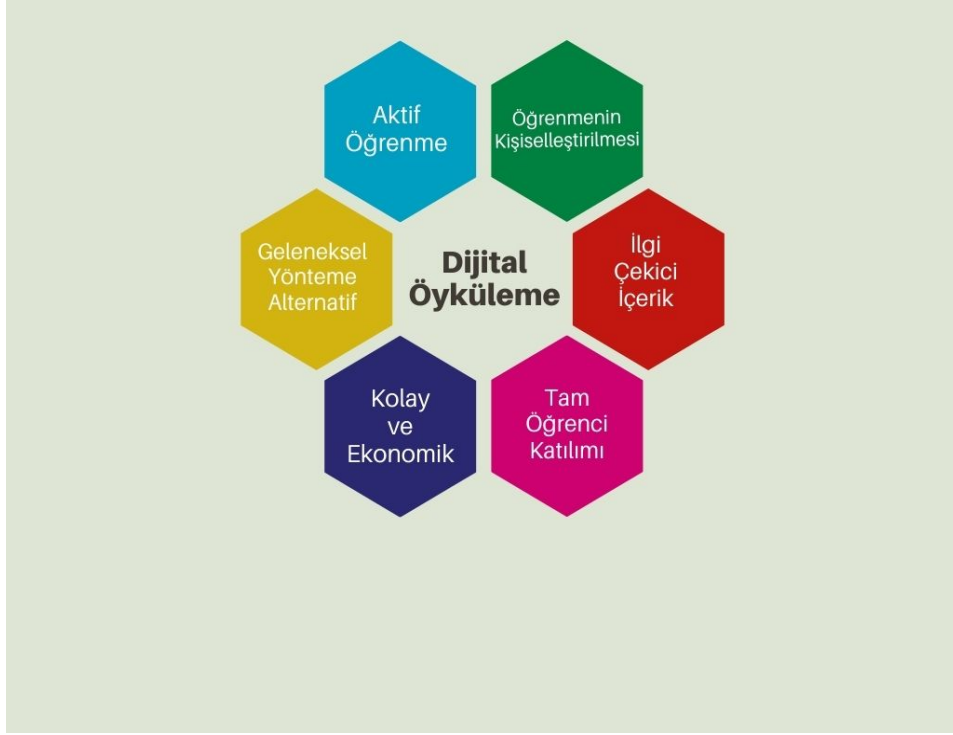 Aktif
Öğrenme
Öğrenmenin
Kişiselleştirilmesi
Geleneksel
Yönteme
Alternatif
Dijital
Öyküleme
İlgi
Çekici
İçerik
Kolay
ve
Ekonomik
Tam
Öğrenci
Katılımı